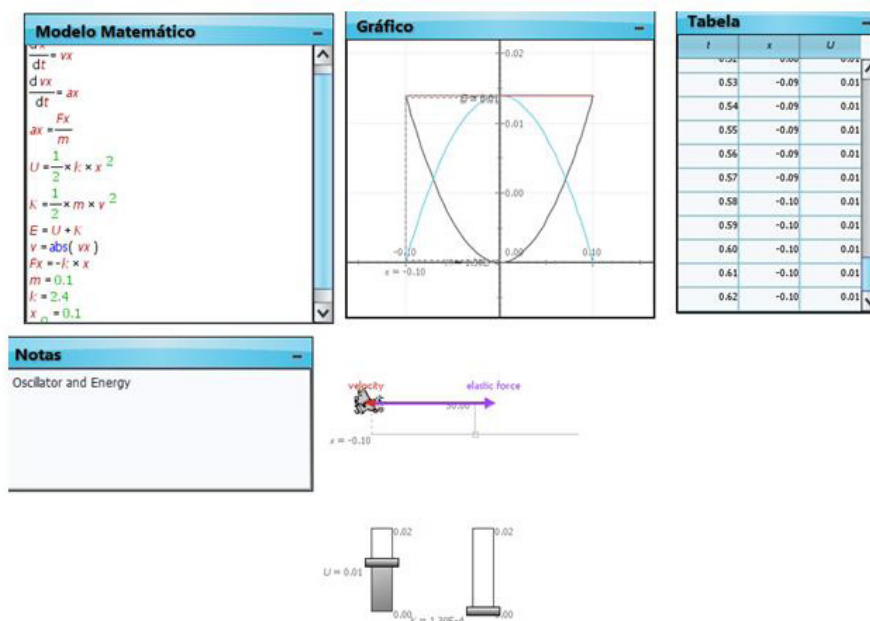 Modelo Matemático
dx/dt = vx
dvx/dt = ax
ax = Fx/m
U = 1/2 × k × x²
K = 1/2 × m × v²
E = U + K
v = abs( vx )
Fx = -k × x
m = 0.1
k = 2.4
x₀ = 0.1
Gráfico
0.02
0.01
0.00
-0.10
0.00
0.10
x = -0.10
Tabela
t x U
0.53 -0.09 0.01
0.54 -0.09 0.01
0.55 -0.09 0.01
0.56 -0.09 0.01
0.57 -0.09 0.01
0.58 -0.10 0.01
0.59 -0.10 0.01
0.60 -0.10 0.01
0.61 -0.10 0.01
0.62 -0.10 0.01
Notas
Oscilator and Energy
velocity elastic force
x = -0.10
0.02 0.02
U = 0.01
0.00 0.00